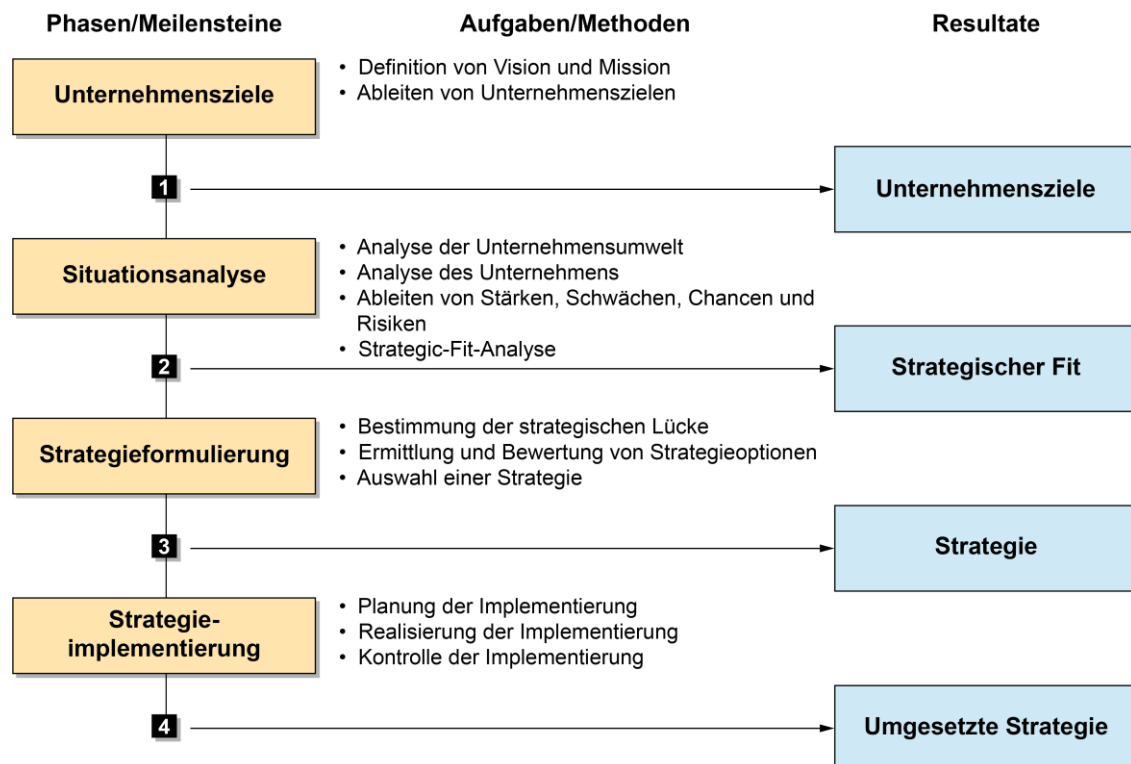 Phasen/Meilensteine
Aufgaben/Methoden
Resultate
Unternehmensziele
• Definition von Vision und Mission
• Ableiten von Unternehmenszielen
1
Unternehmensziele
Situationsanalyse
• Analyse der Unternehmensumwelt
• Analyse des Unternehmens
• Ableiten von Stärken, Schwächen, Chancen und
Risiken
• Strategic-Fit-Analyse
2
Strategischer Fit
Strategieformulierung
• Bestimmung der strategischen Lücke
• Ermittlung und Bewertung von Strategieoptionen
• Auswahl einer Strategie
3
Strategie
Strategie-
implementierung
• Planung der Implementierung
• Realisierung der Implementierung
• Kontrolle der Implementierung
4
Umgesetzte Strategie